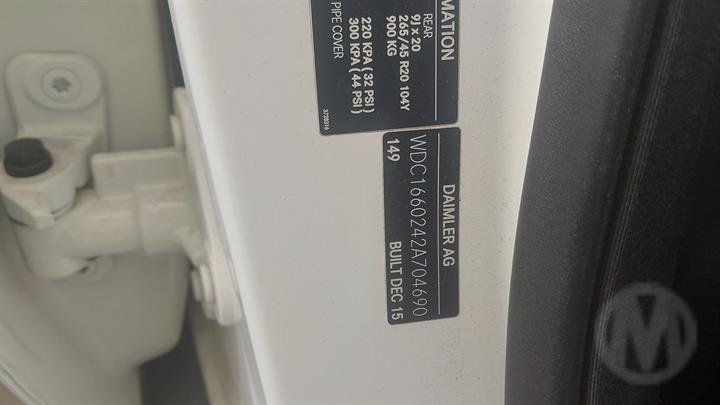 MATION
REAR
9J x 20
265/45 R20 104Y
900 KG
220 KPA ( 32 PSI )
300 KPA ( 44 PSI )
PIPE COVER
3728316
DAIMLER AG
WDC1660242A704690
149 BUILT DEC 15
M